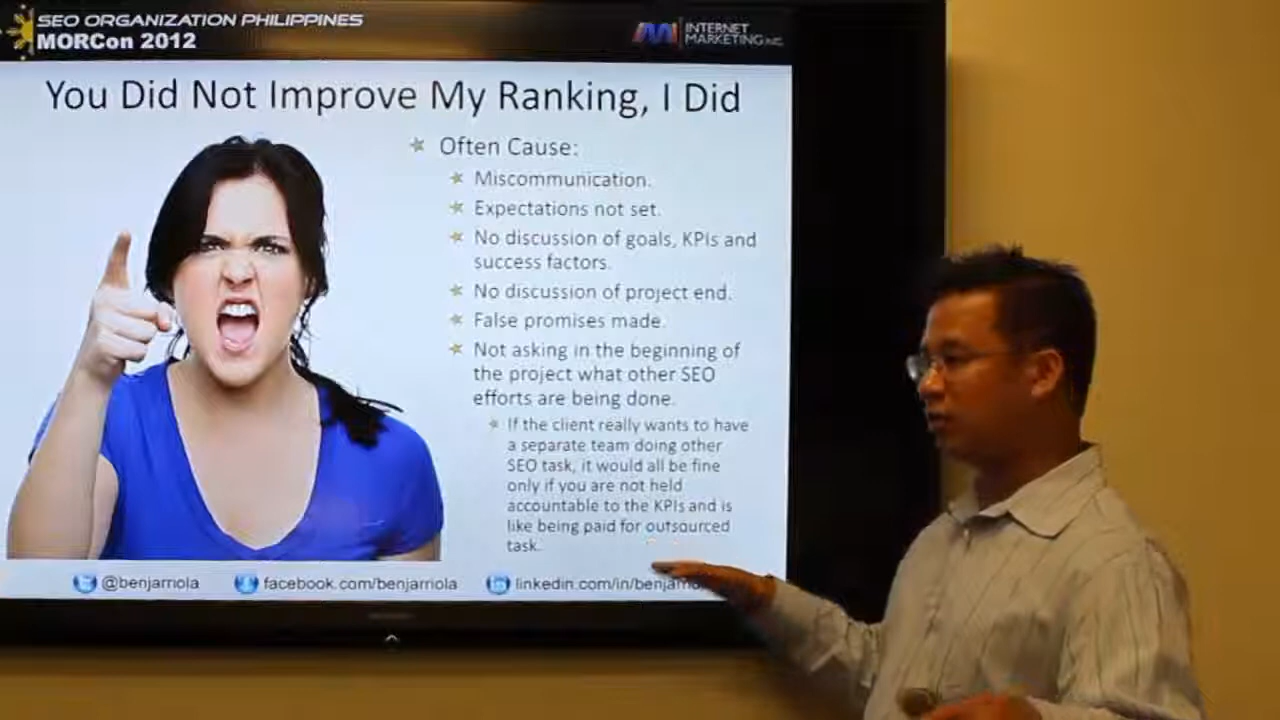 SEO ORGANIZATION PHILIPPINES
MORCon 2012
INTERNET
MARKETING INC.
You Did Not Improve My Ranking, I Did
Often Cause:
Miscommunication.
Expectations not set.
No discussion of goals, KPIs and
success factors.
No discussion of project end.
False promises made.
Not asking in the beginning of
the project what other SEO
efforts are being done.
If the client really wants to have
a separate team doing other
SEO task, it would all be fine
only if you are not held
accountable to the KPIs and is
like being paid for outsourced
task.
@benjarriola
facebook.com/benjarriola